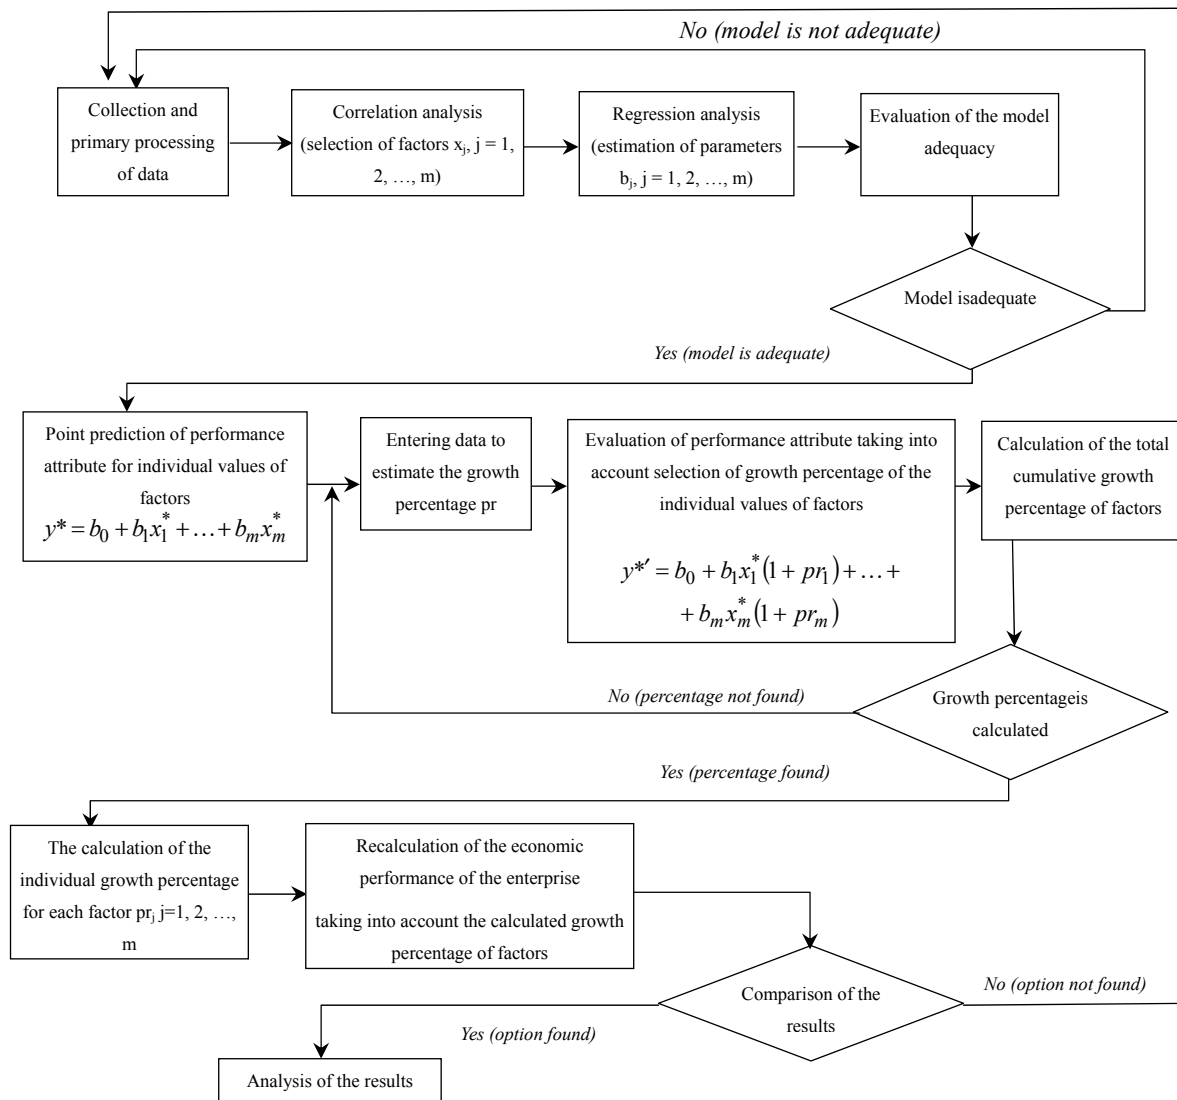 No (model is not adequate)
Collection and
primary processing
of data
Correlation analysis
(selection of factors xⱼ, j = 1,
2, …, m)
Regression analysis
(estimation of parameters
bⱼ, j = 1, 2, …, m)
Evaluation of the model
adequacy
Model isadequate
Yes (model is adequate)
Point prediction of performance
attribute for individual values of
factors
y* = b₀ + b₁x₁* + … + bₘxₘ*
Entering data to
estimate the growth
percentage pr
Evaluation of performance attribute taking into
account selection of growth percentage of the
individual values of factors
y*′ = b₀ + b₁x₁*(1 + pr₁) + … +
+ bₘxₘ*(1 + prₘ)
Calculation of the total
cumulative growth
percentage of factors
No (percentage not found)
Growth percentageis
calculated
Yes (percentage found)
The calculation of the
individual growth percentage
for each factor prⱼ j=1, 2, …,
m
Recalculation of the economic
performance of the enterprise
taking into account the calculated growth
percentage of factors
Comparison of the
results
No (option not found)
Yes (option found)
Analysis of the results